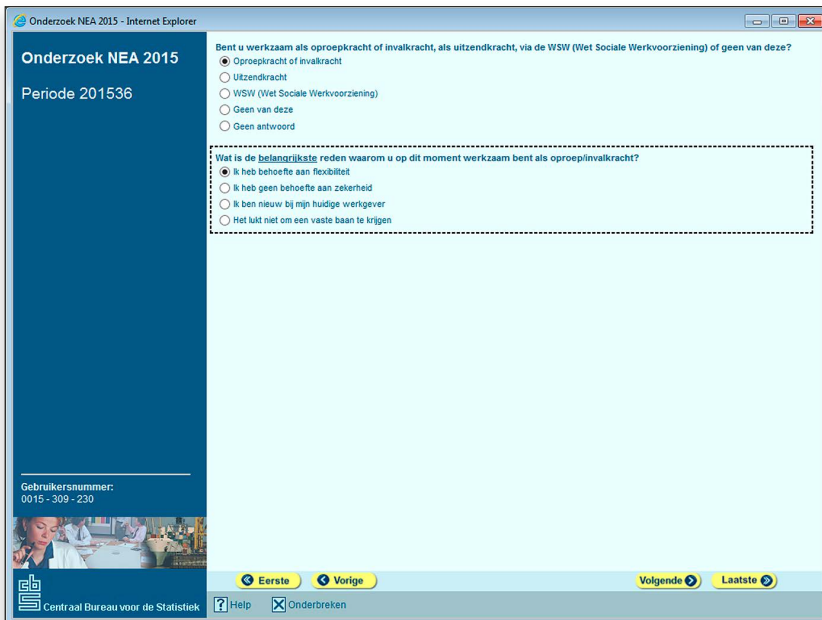 Onderzoek NEA 2015 - Internet Explorer
Onderzoek NEA 2015
Periode 201536
Bent u werkzaam als oproepkracht of invalkracht, als uitzendkracht, via de WSW (Wet Sociale Werkvoorziening) of geen van deze?
Oproepkracht of invalkracht
Uitzendkracht
WSW (Wet Sociale Werkvoorziening)
Geen van deze
Geen antwoord
Wat is de belangrijkste reden waarom u op dit moment werkzaam bent als oproep/invalkracht?
Ik heb behoefte aan flexibiliteit
Ik heb geen behoefte aan zekerheid
Ik ben nieuw bij mijn huidige werkgever
Het lukt niet om een vaste baan te krijgen
Gebruikersnummer:
0015 - 309 - 230
Eerste Vorige Volgende Laatste
cbs
Centraal Bureau voor de Statistiek
? Help Onderbreken